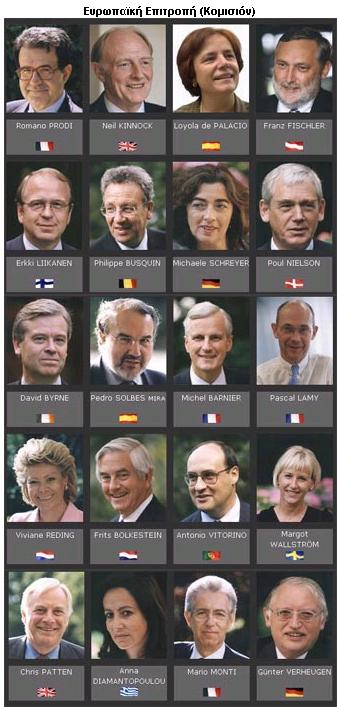 Ευρωπαϊκή Επιτροπή (Κομισιόν)
Romano PRODI
Neil KINNOCK
Loyola de PALACIO
Franz FISCHLER
Erkki LIIKANEN
Philippe BUSQUIN
Michaele SCHREYER
Poul NIELSON
David BYRNE
Pedro SOLBES MIRA
Michel BARNIER
Pascal LAMY
Viviane REDING
Frits BOLKESTEIN
Antonio VITORINO
Margot
WALLSTRÖM
Chris PATTEN
Anna
DIAMANTOPOULOU
Mario MONTI
Günter VERHEUGEN